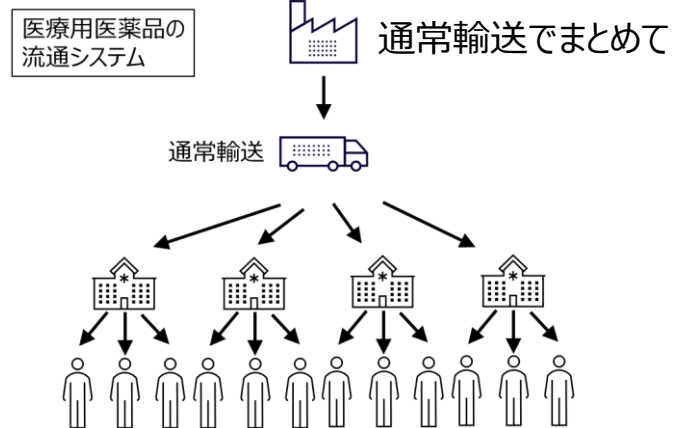 医療用医薬品の
流通システム
通常輸送でまとめて
通常輸送